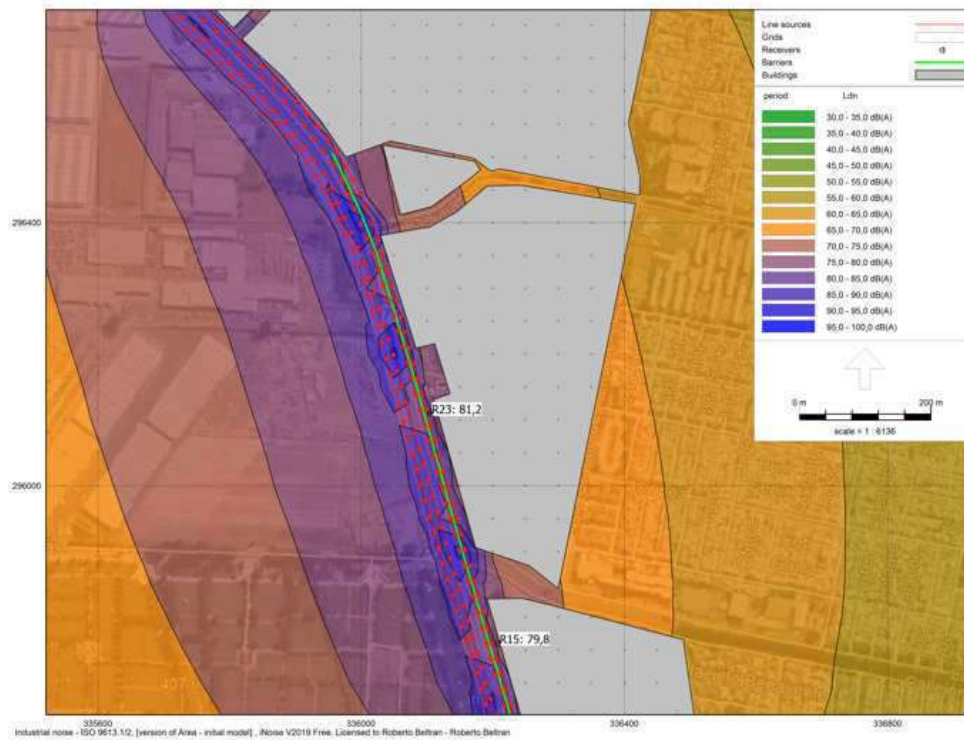 Line sources
Grids
Receivers
Barriers
Buildings
period: Ldn
30,0 - 35,0 dB(A)
35,0 - 40,0 dB(A)
40,0 - 45,0 dB(A)
45,0 - 50,0 dB(A)
50,0 - 55,0 dB(A)
55,0 - 60,0 dB(A)
60,0 - 65,0 dB(A)
65,0 - 70,0 dB(A)
70,0 - 75,0 dB(A)
75,0 - 80,0 dB(A)
80,0 - 85,0 dB(A)
85,0 - 90,0 dB(A)
90,0 - 95,0 dB(A)
95,0 - 100,0 dB(A)
0 m 200 m
scale = 1 : 6136
296400
R23: 81,2
296000
R15: 79,8
335600 336000 336400 336800
Industrial noise - ISO 9613.1/2, [version of Area - initial model] , iNoise V2019 Free, Licensed to Roberto Beltran - Roberto Beltran